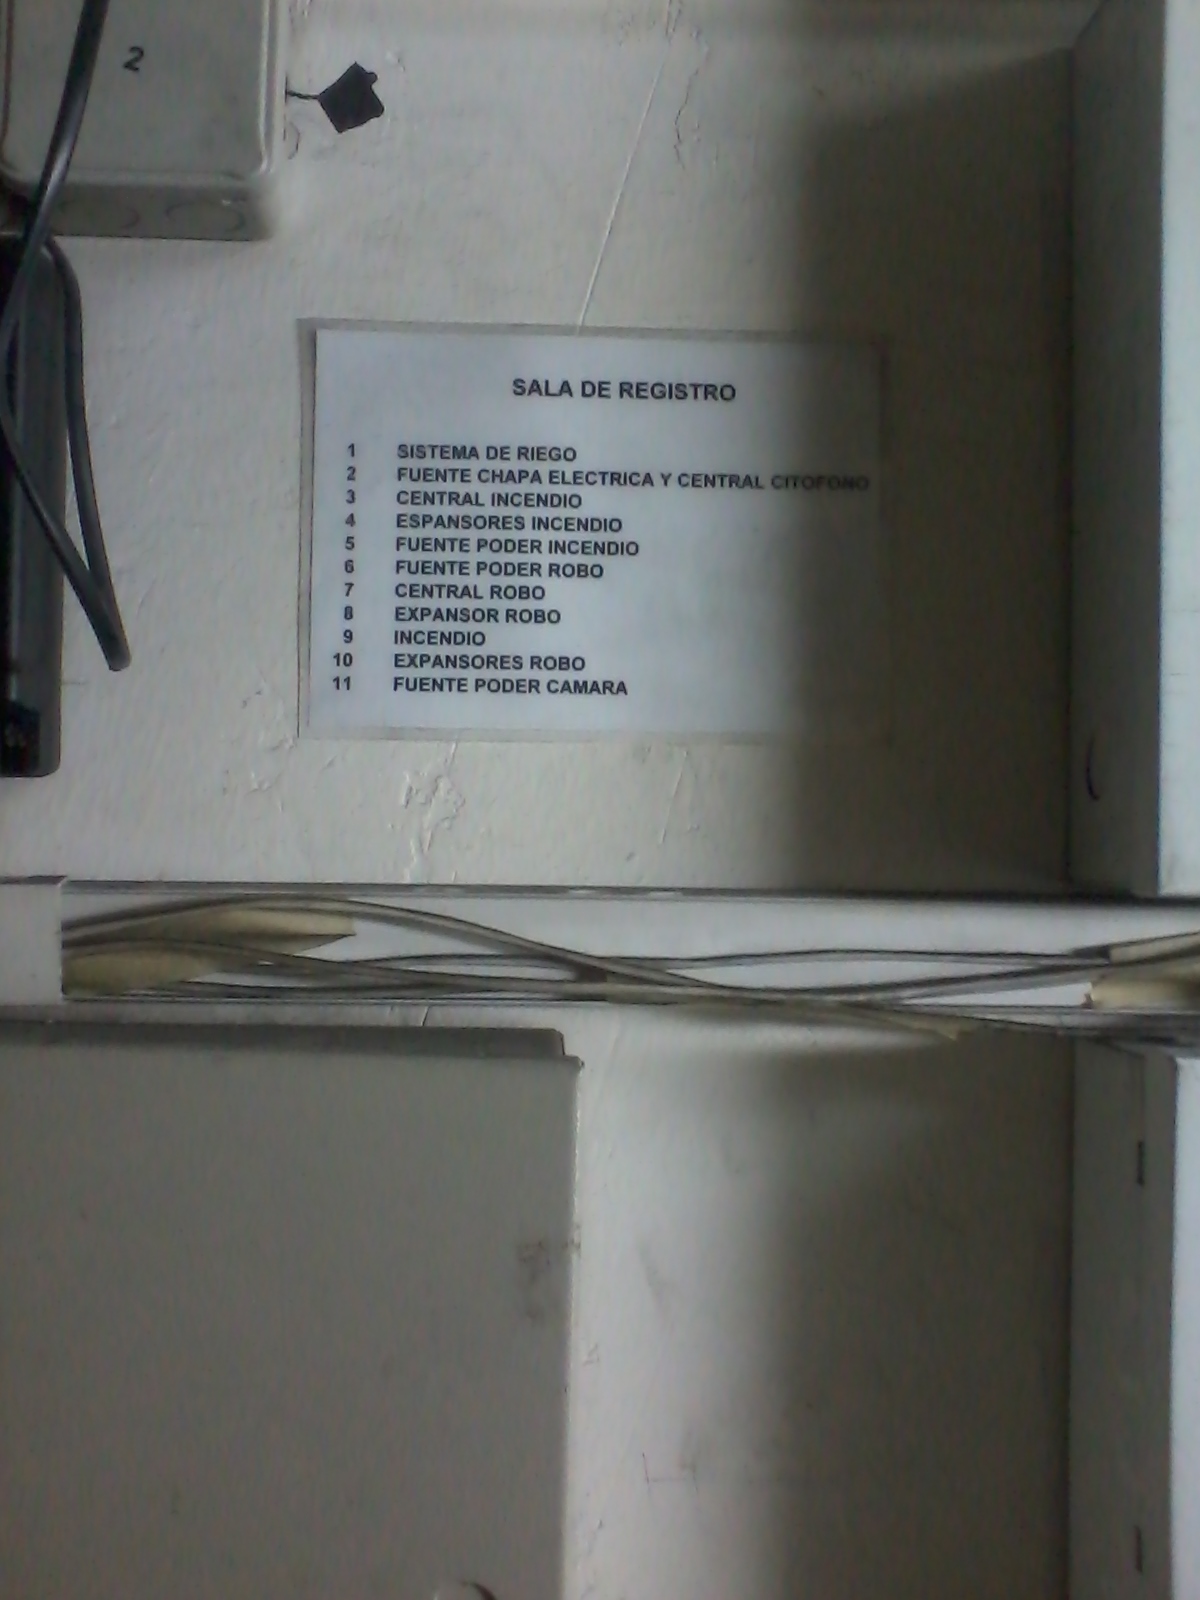 2
SALA DE REGISTRO
1 SISTEMA DE RIEGO
2 FUENTE CHAPA ELECTRICA Y CENTRAL CITOFONO
3 CENTRAL INCENDIO
4 ESPANSORES INCENDIO
5 FUENTE PODER INCENDIO
6 FUENTE PODER ROBO
7 CENTRAL ROBO
8 EXPANSOR ROBO
9 INCENDIO
10 EXPANSORES ROBO
11 FUENTE PODER CAMARA